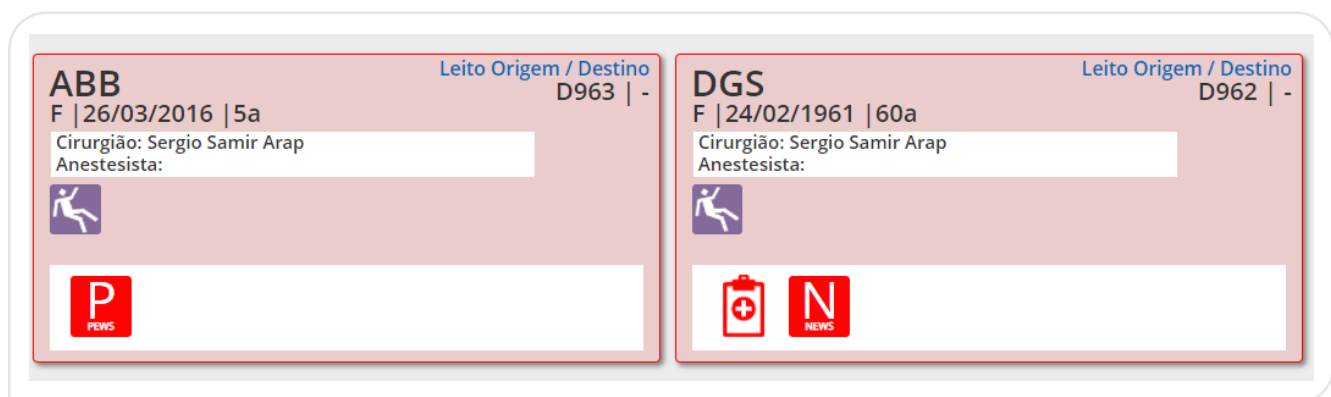 ABB
Leito Origem / Destino
D963 | -
F |26/03/2016 |5a
Cirurgião: Sergio Samir Arap
Anestesista:
P
PEWS
DGS
Leito Origem / Destino
D962 | -
F |24/02/1961 |60a
Cirurgião: Sergio Samir Arap
Anestesista:
N
NEWS